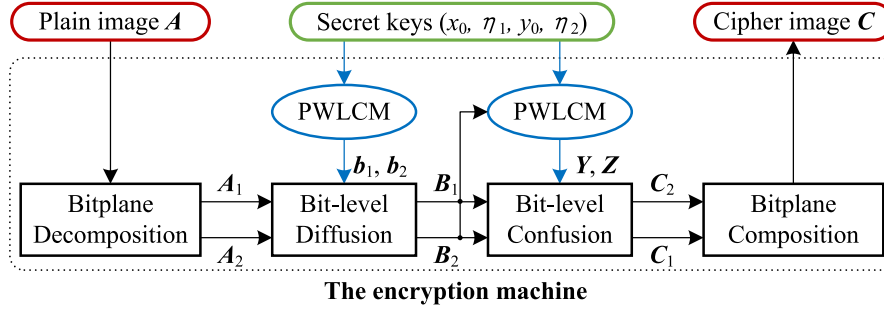 Plain image A
Secret keys (x₀, η₁, y₀, η₂)
Cipher image C
PWLCM
PWLCM
b₁, b₂
Y, Z
A₁
B₁
C₂
Bitplane
Decomposition
Bit-level
Diffusion
Bit-level
Confusion
Bitplane
Composition
A₂
B₂
C₁
The encryption machine